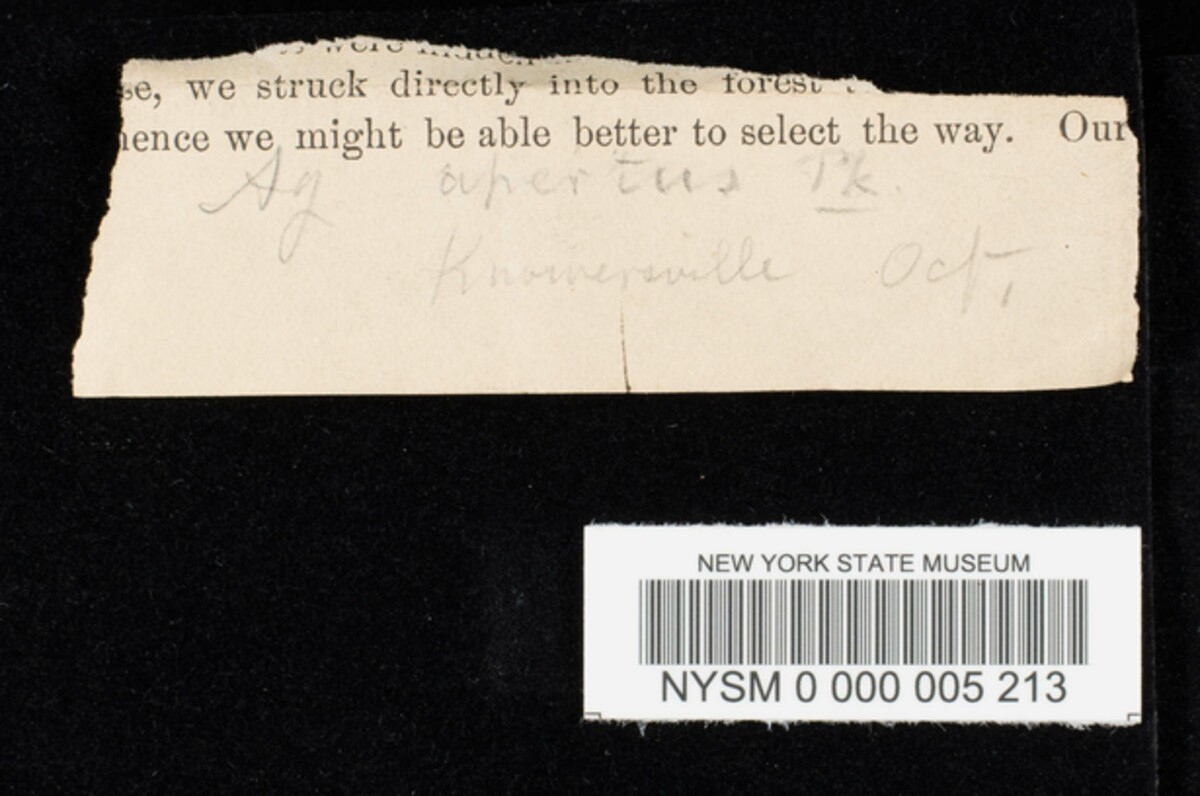 were
se, we struck directly into the forest
hence we might be able better to select the way. Our
Ag apertus Pk.
Knowersville Oct,
NEW YORK STATE MUSEUM
NYSM 0 000 005 213